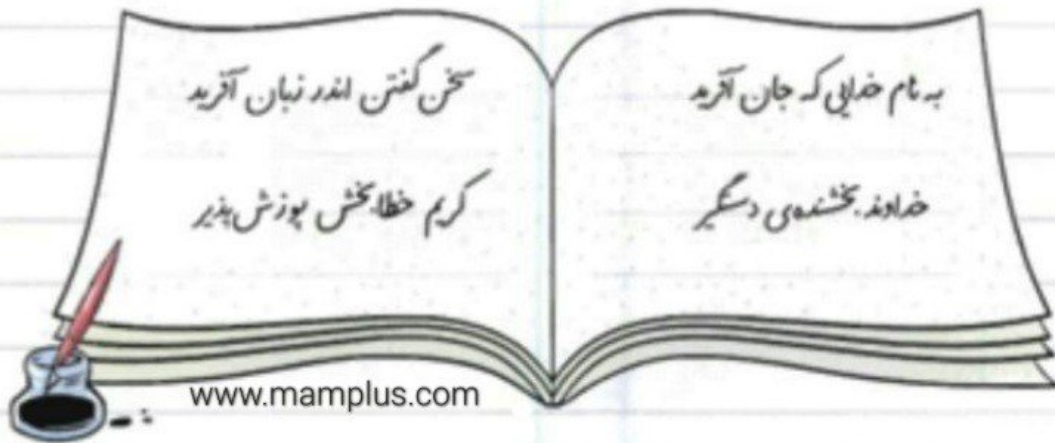 به نام خدایی که جان آفرید
سخن گفتن اندر زبان آفرید
خداوند بخشنده‌ی دستگیر
کریم خطابخش پوزش‌پذیر
www.mamplus.com